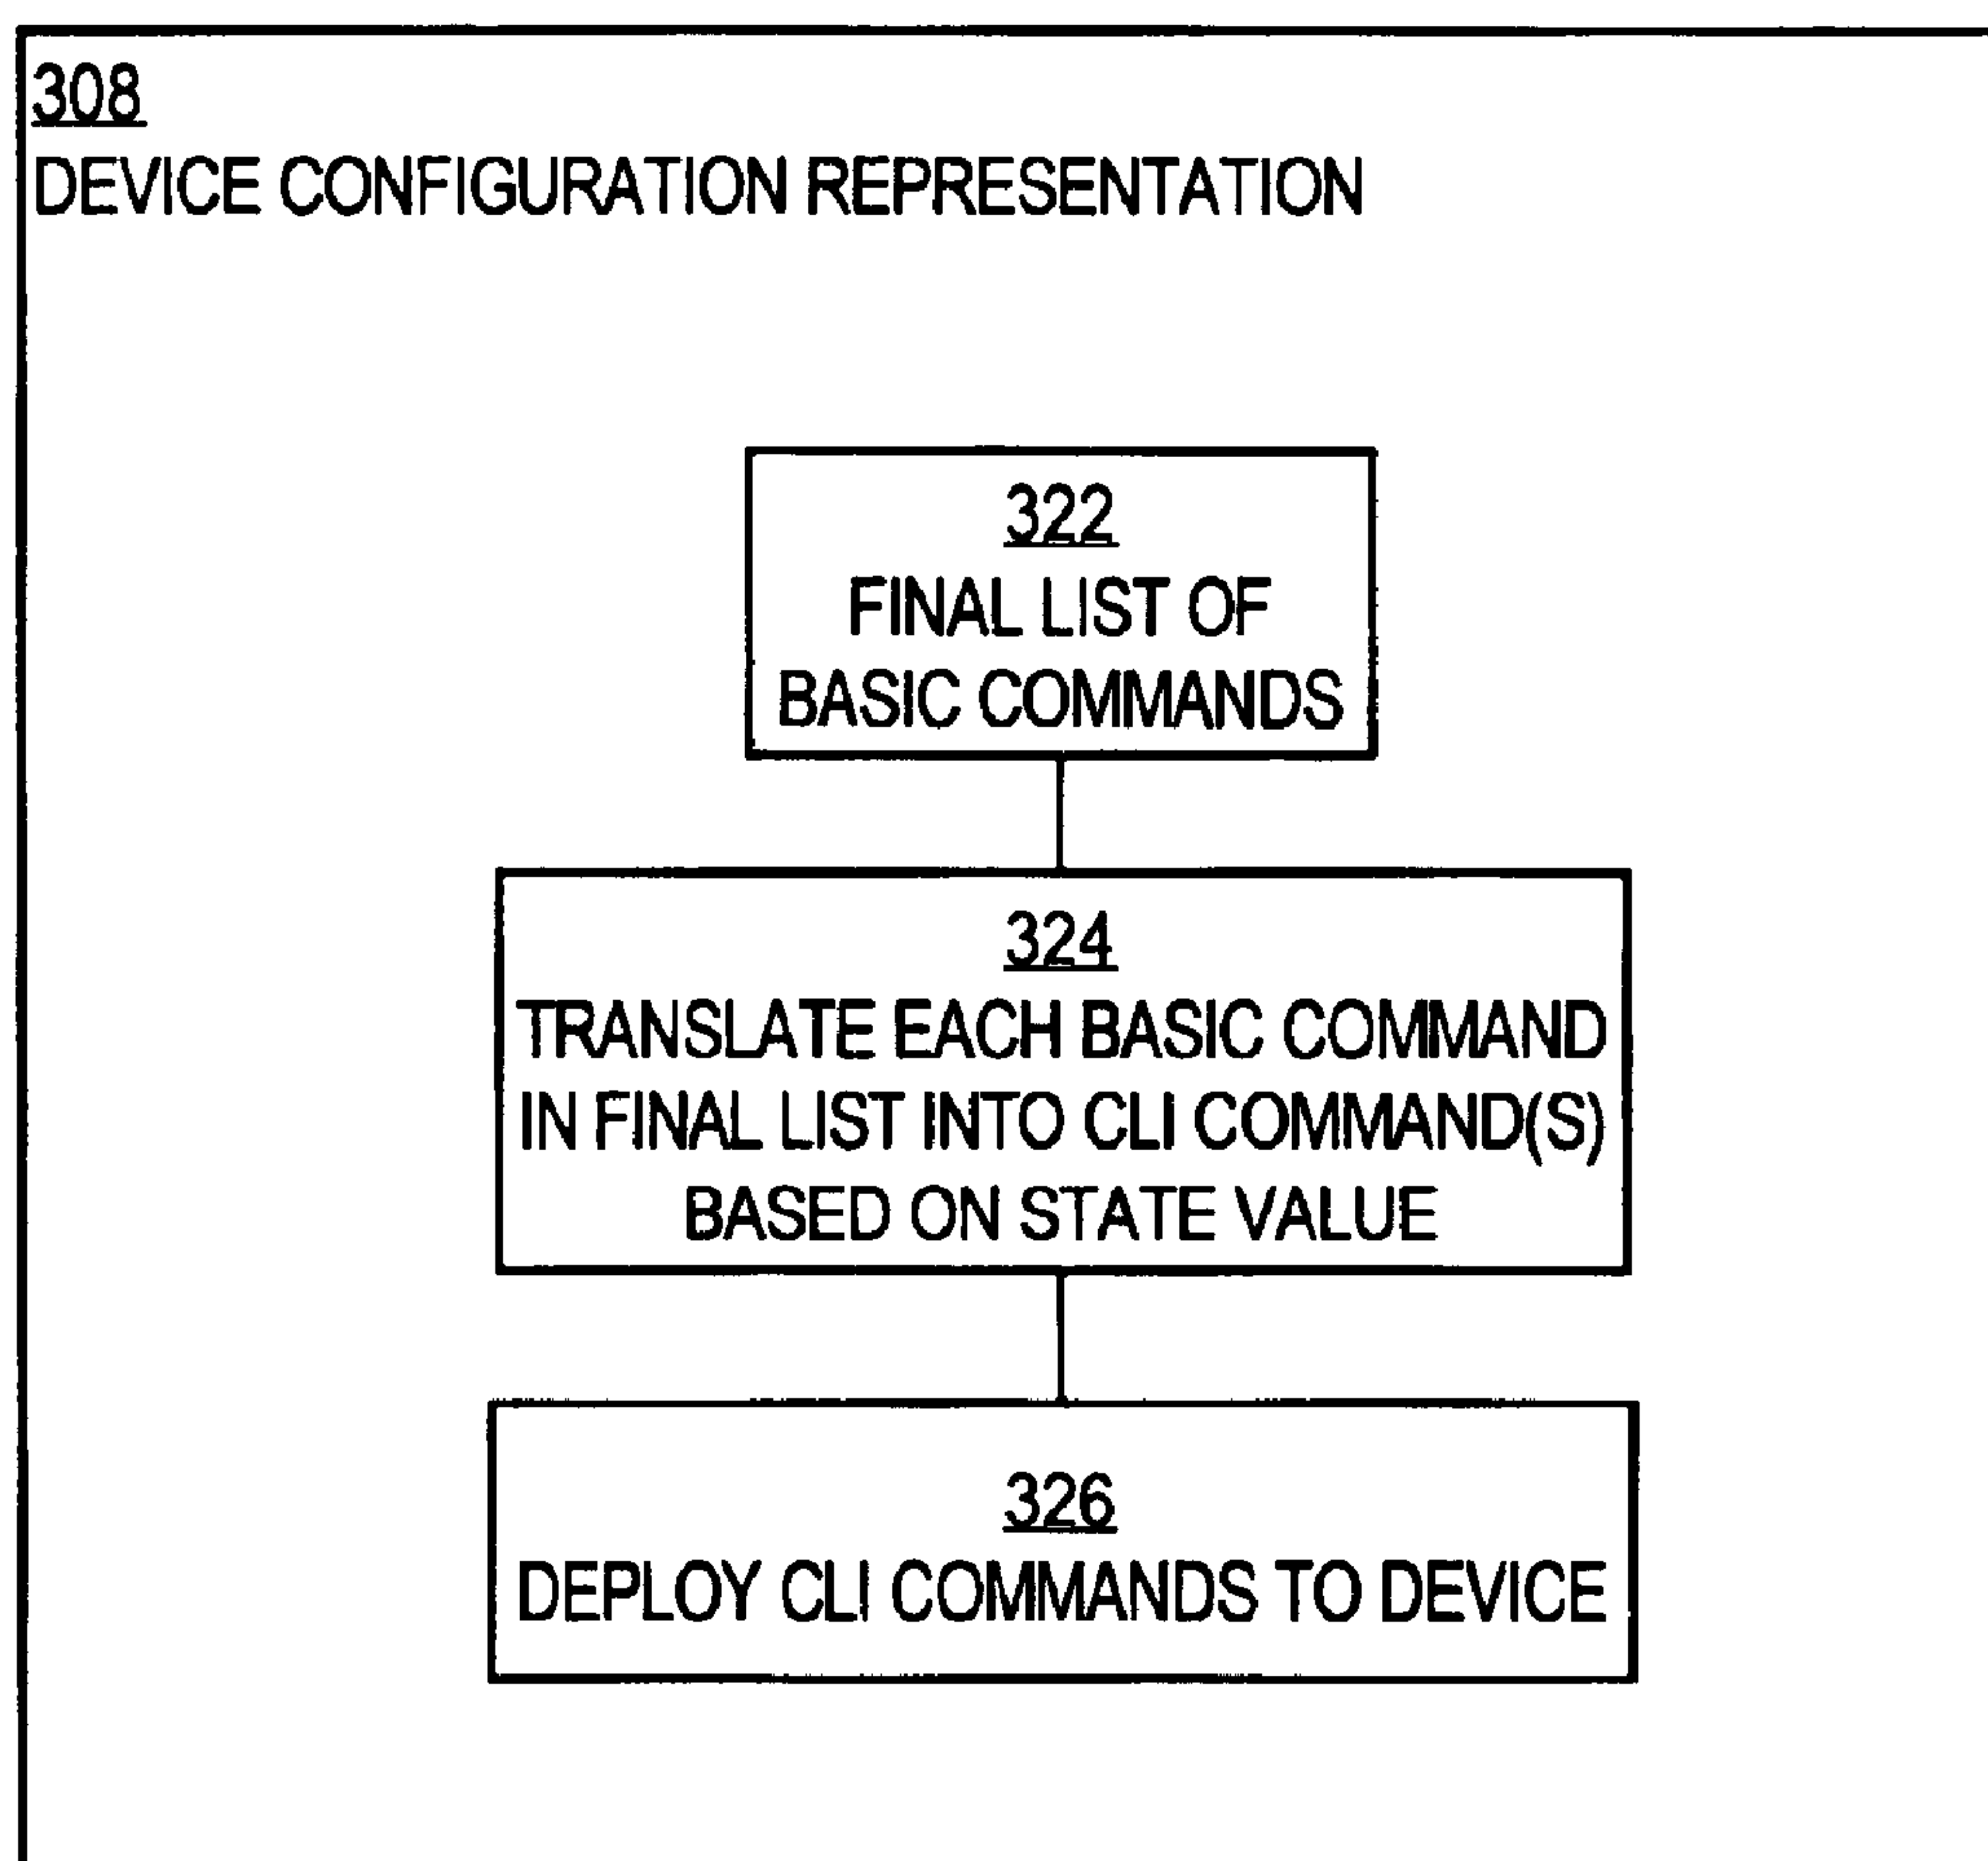 308
DEVICE CONFIGURATION REPRESENTATION
322
FINAL LIST OF
BASIC COMMANDS
324
TRANSLATE EACH BASIC COMMAND
IN FINAL LIST INTO CLI COMMAND(S)
BASED ON STATE VALUE
326
DEPLOY CLI COMMANDS TO DEVICE